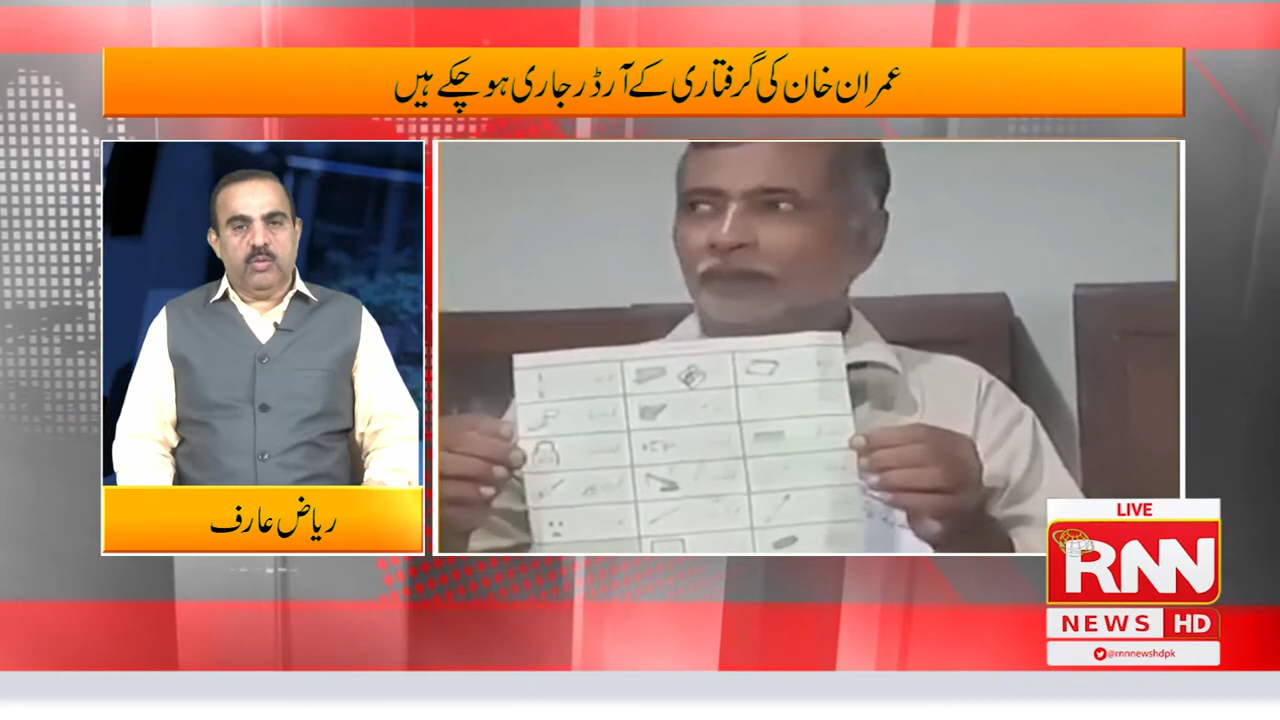 عمران خان کی گرفتاری کے آرڈر جاری ہو چکے ہیں
ریاض عارف
LIVE
RNN
NEWS HD
@rnnnewshdpk